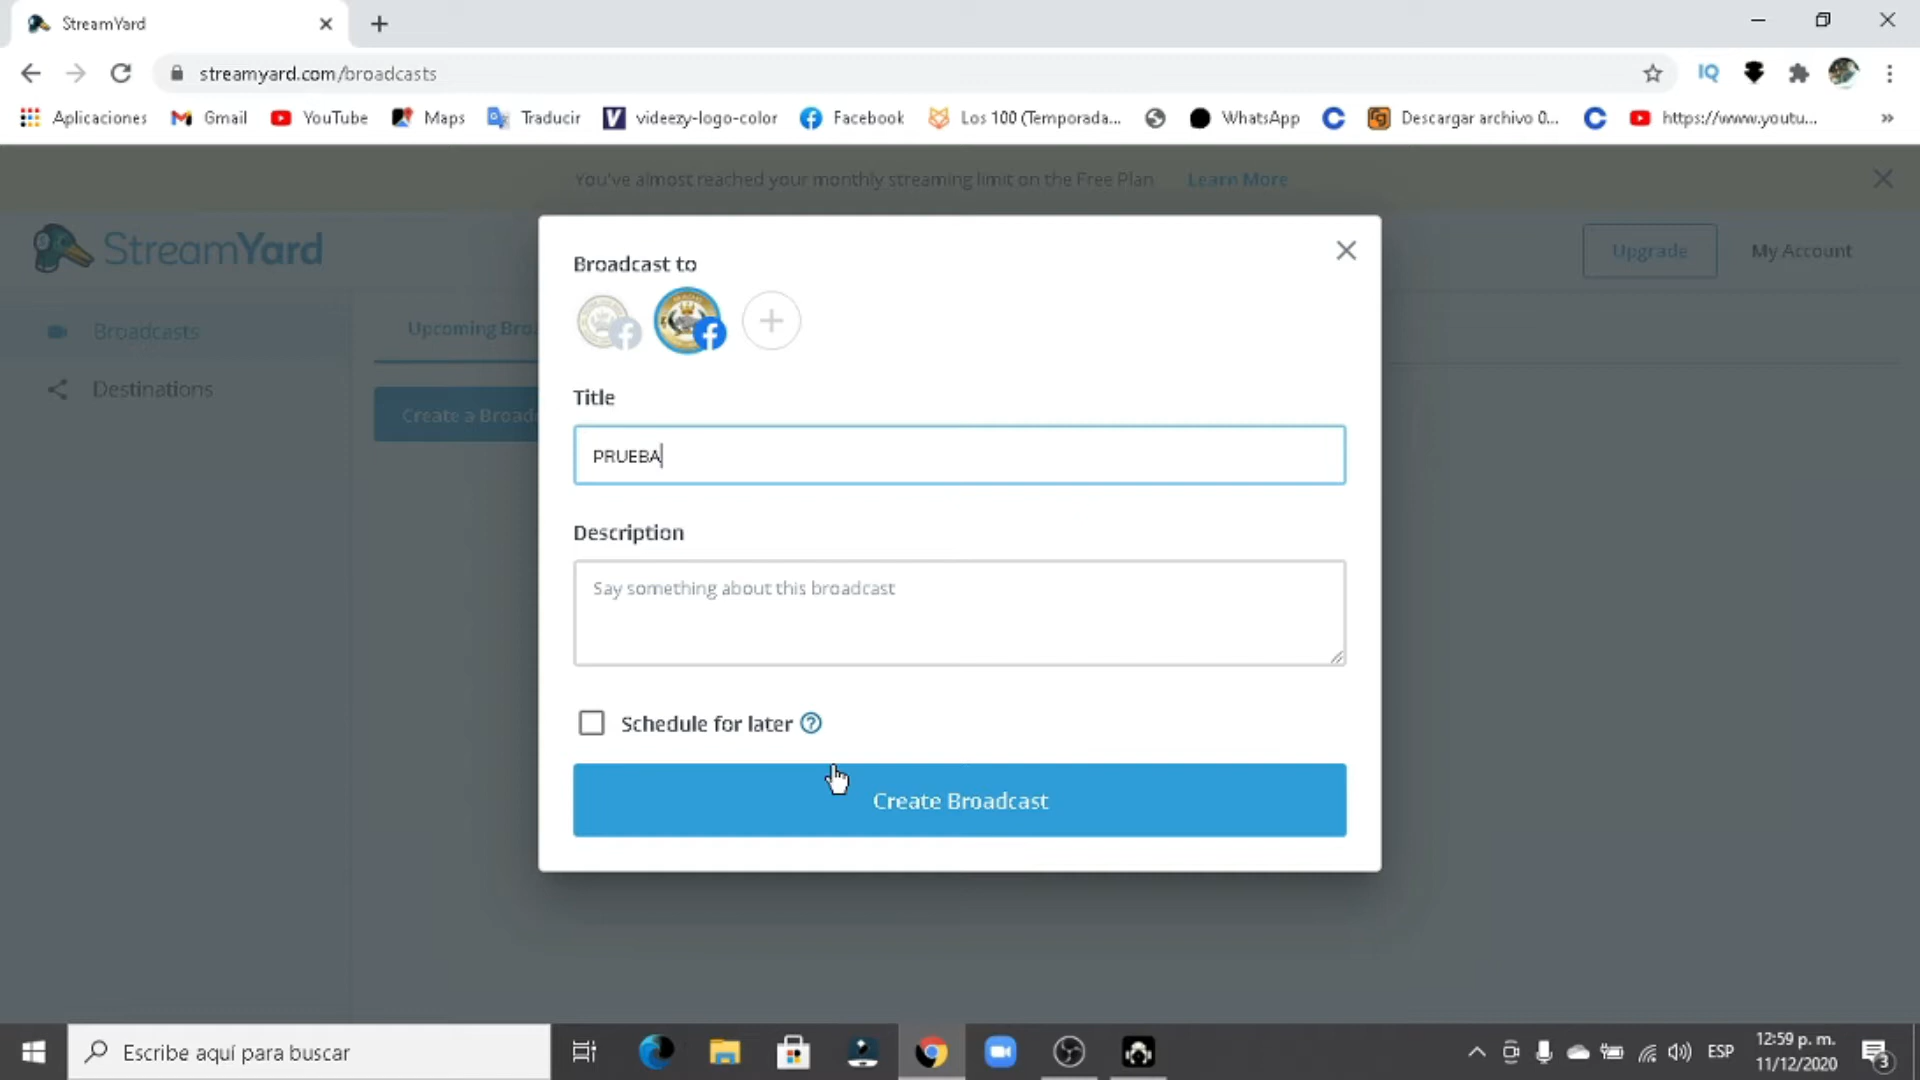 StreamYard
streamyard.com/broadcasts
IQ
Aplicaciones
Gmail
YouTube
Maps
Traducir
videezy-logo-color
Facebook
Los 100 (Temporada...
WhatsApp
Descargar archivo 0...
https://www.youtu...
»
You've almost reached your monthly streaming limit on the Free Plan
Learn More
StreamYard
Upgrade
My Account
Broadcasts
Destinations
Upcoming Bro
Create a Broad
Broadcast to
Title
PRUEBA
Description
Say something about this broadcast
Schedule for later
Create Broadcast
Escribe aquí para buscar
ESP
12:59 p. m.
11/12/2020
3